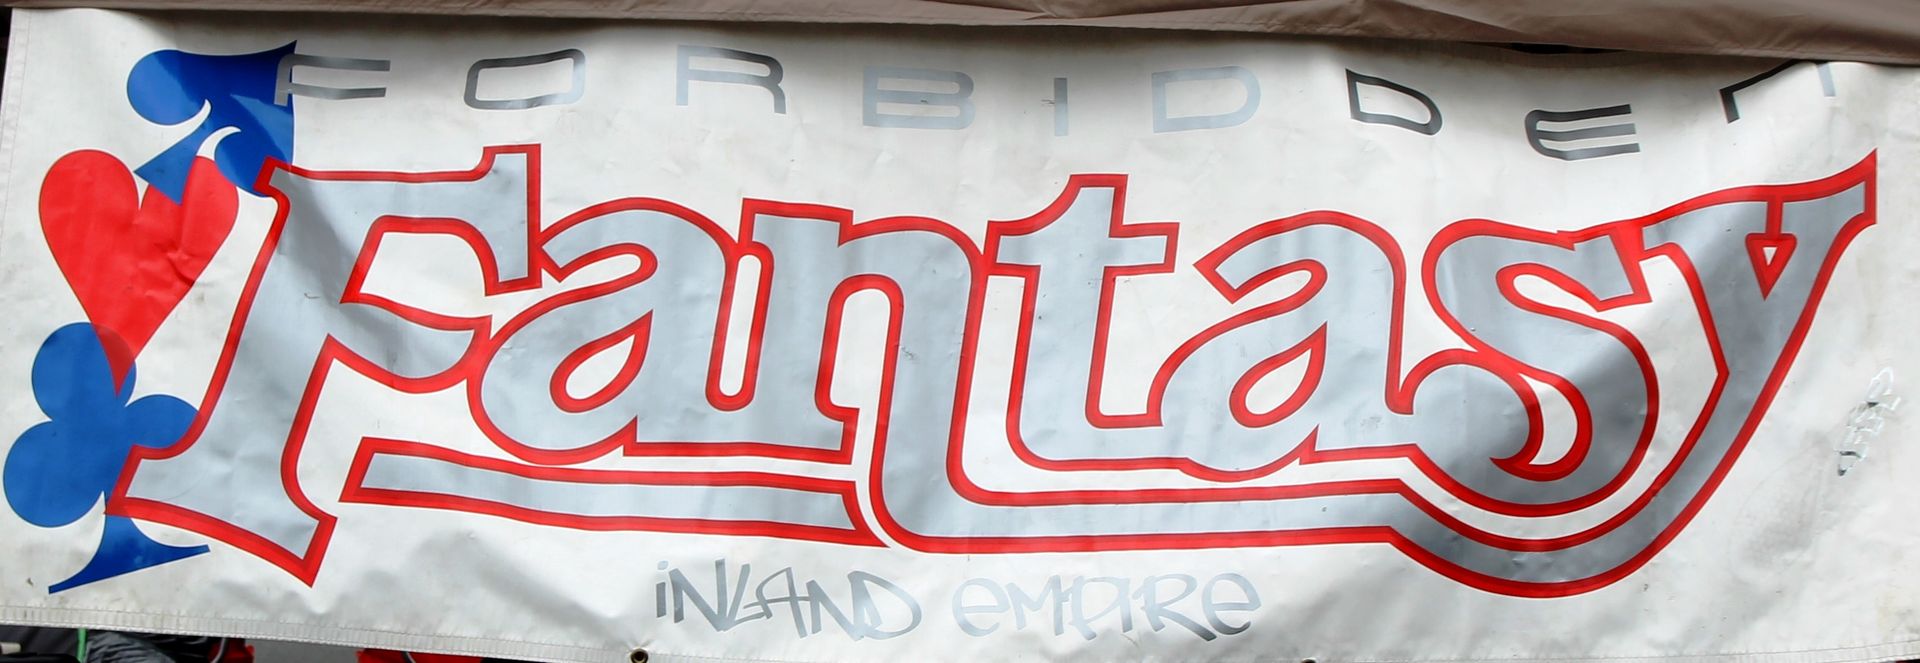 FORBIDDEN
Fantasy
INLAND EMPIRE